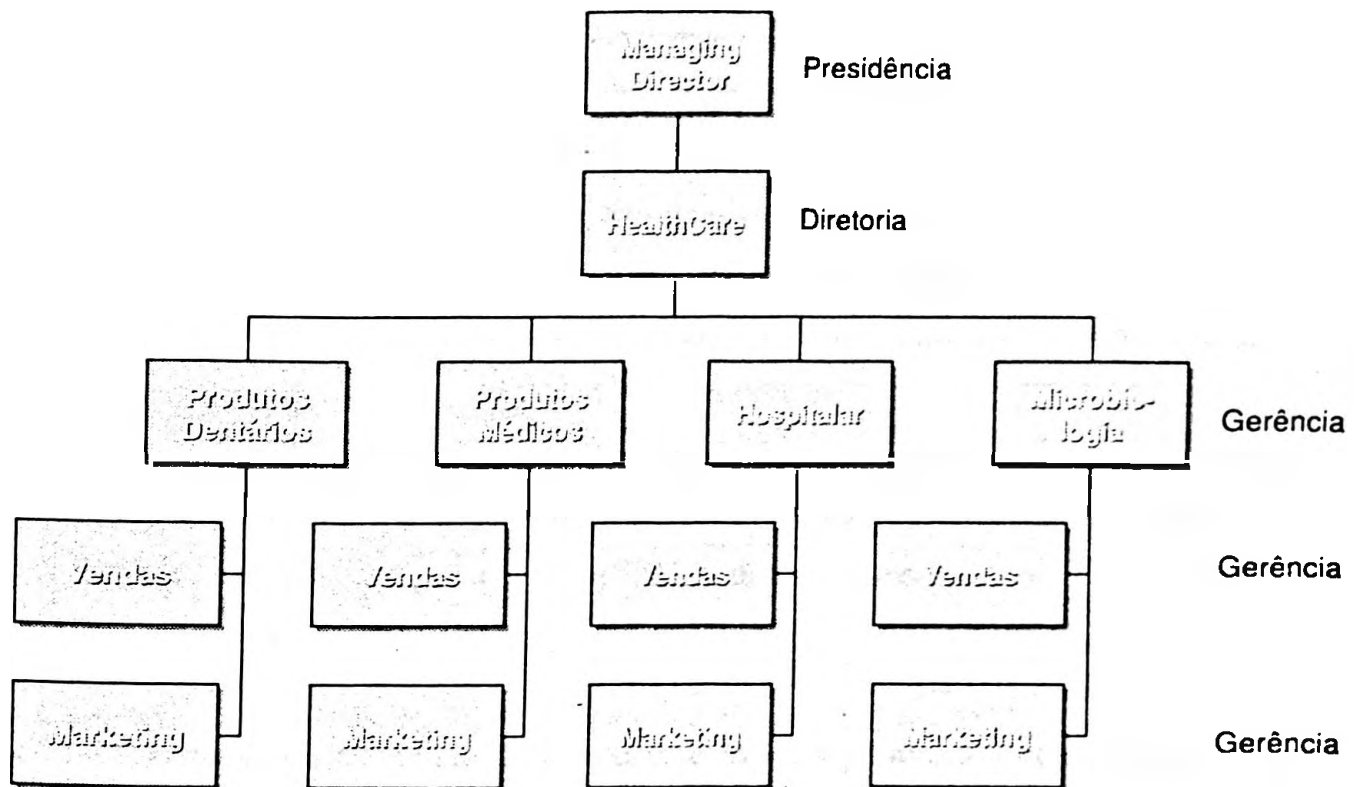 Managing
Director
Presidência
HealthCare
Diretoria
Produtos
Dentários
Produtos
Médicos
Hospitalar
Microbio-
logia
Gerência
Vendas
Vendas
Vendas
Vendas
Gerência
Marketing
Marketing
Marketing
Marketing
Gerência